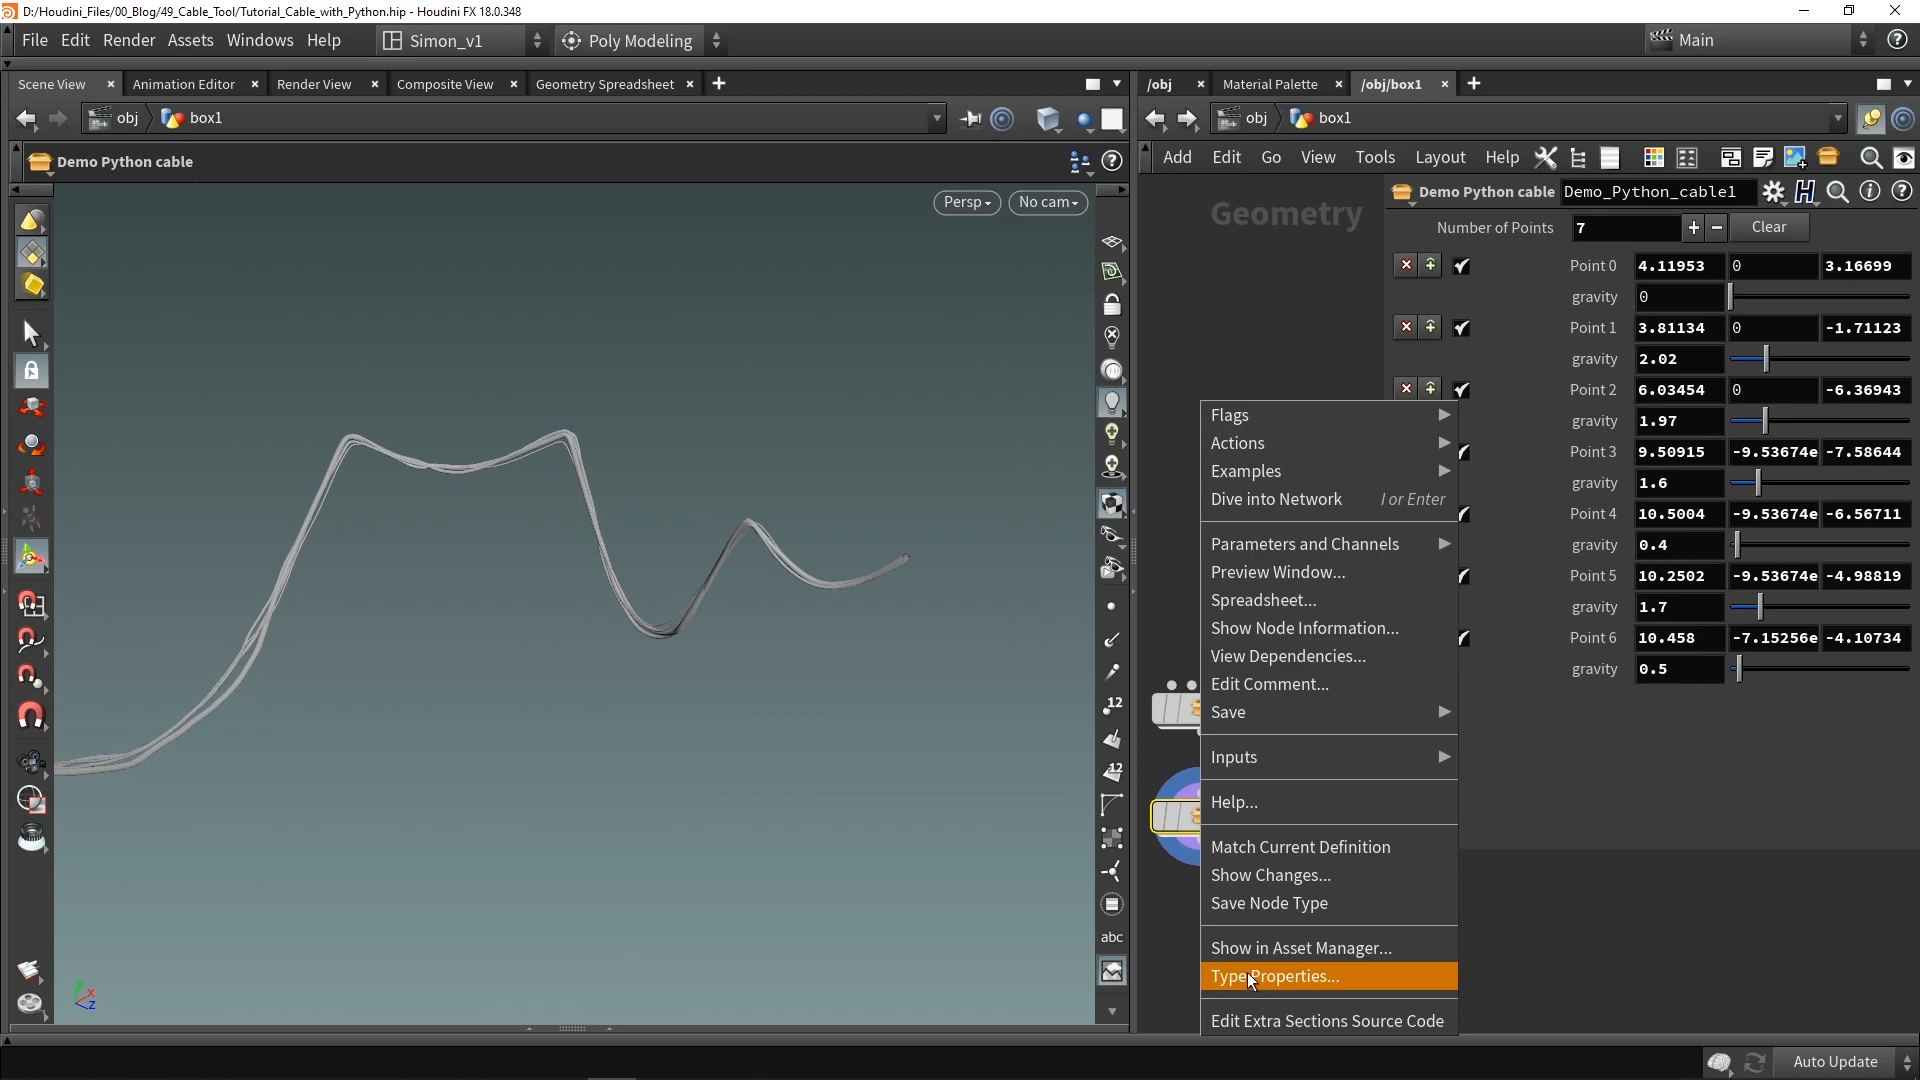 D:/Houdini_Files/00_Blog/49_Cable_Tool/Tutorial_Cable_with_Python.hip - Houdini FX 18.0.348
File Edit Render Assets Windows Help Simon_v1 Poly Modeling Main
Scene View Animation Editor Render View Composite View Geometry Spreadsheet
obj box1
Demo Python cable
Persp No cam
12
12
abc
x
z
/obj Material Palette /obj/box1
obj box1
Add Edit Go View Tools Layout Help
Geometry
Demo Python cable Demo_Python_cable1
Number of Points 7 Clear
Point 0 4.11953 0 3.16699
gravity 0
Point 1 3.81134 0 -1.71123
gravity 2.02
Point 2 6.03454 0 -6.36943
gravity 1.97
Point 3 9.50915 -9.53674e -7.58644
gravity 1.6
Point 4 10.5004 -9.53674e -6.56711
gravity 0.4
Point 5 10.2502 -9.53674e -4.98819
gravity 1.7
Point 6 10.458 -7.15256e -4.10734
gravity 0.5
Flags
Actions
Examples
Dive into Network I or Enter
Parameters and Channels
Preview Window...
Spreadsheet...
Show Node Information...
View Dependencies...
Edit Comment...
Save
Inputs
Help...
Match Current Definition
Show Changes...
Save Node Type
Show in Asset Manager...
Type Properties...
Edit Extra Sections Source Code
Auto Update